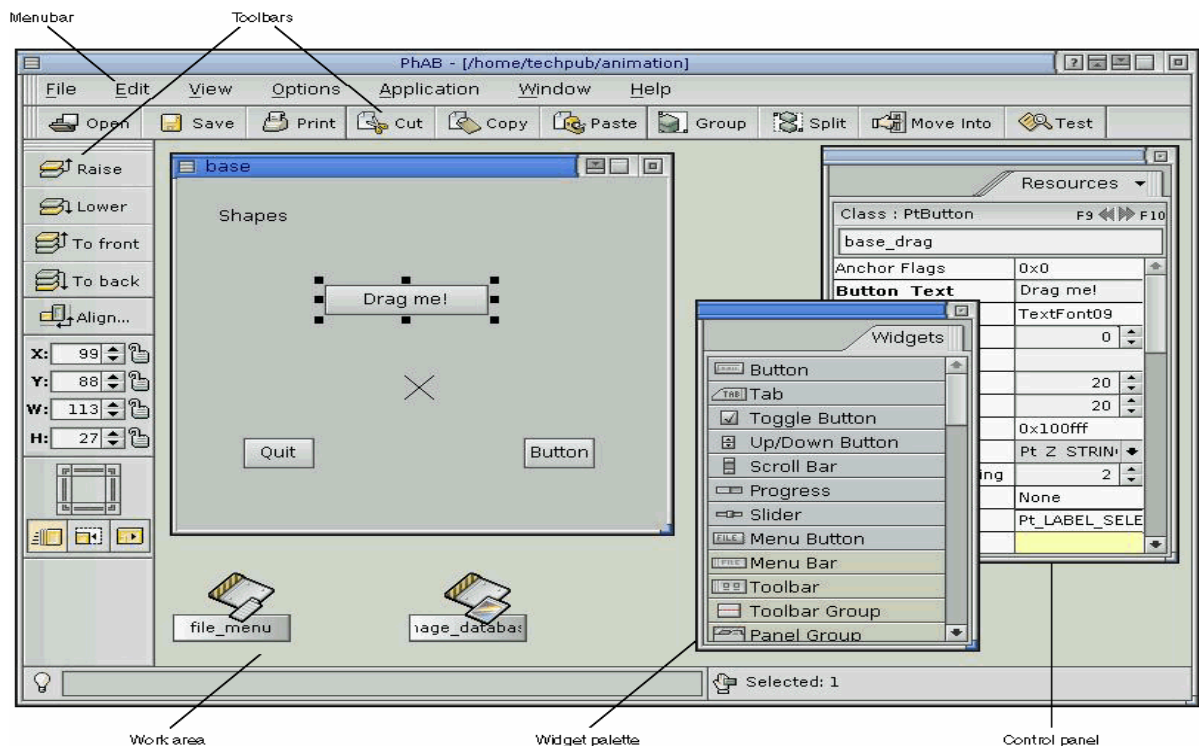 Menubar
Toolbars
PhAB - [/home/techpub/animation]
?
File Edit View Options Application Window Help
Open Save Print Cut Copy Paste Group Split Move Into Test
Raise
Lower
To front
To back
Align...
X: 99
Y: 88
W: 113
H: 27
base
Shapes
Drag me!
Quit
Button
file_menu
nage_databas
Resources
Class : PtButton F9 F10
base_drag
Anchor Flags 0x0
Button Text Drag me!
TextFont09
0
20
20
0x100fff
Pt_Z_STRIN
ing 2
None
Pt_LABEL_SELE
Widgets
Button
TAB Tab
Toggle Button
Up/Down Button
Scroll Bar
Progress
Slider
FILE Menu Button
FILE Menu Bar
Toolbar
Toolbar Group
Panel Group
Selected: 1
Work area
Widget palette
Control panel